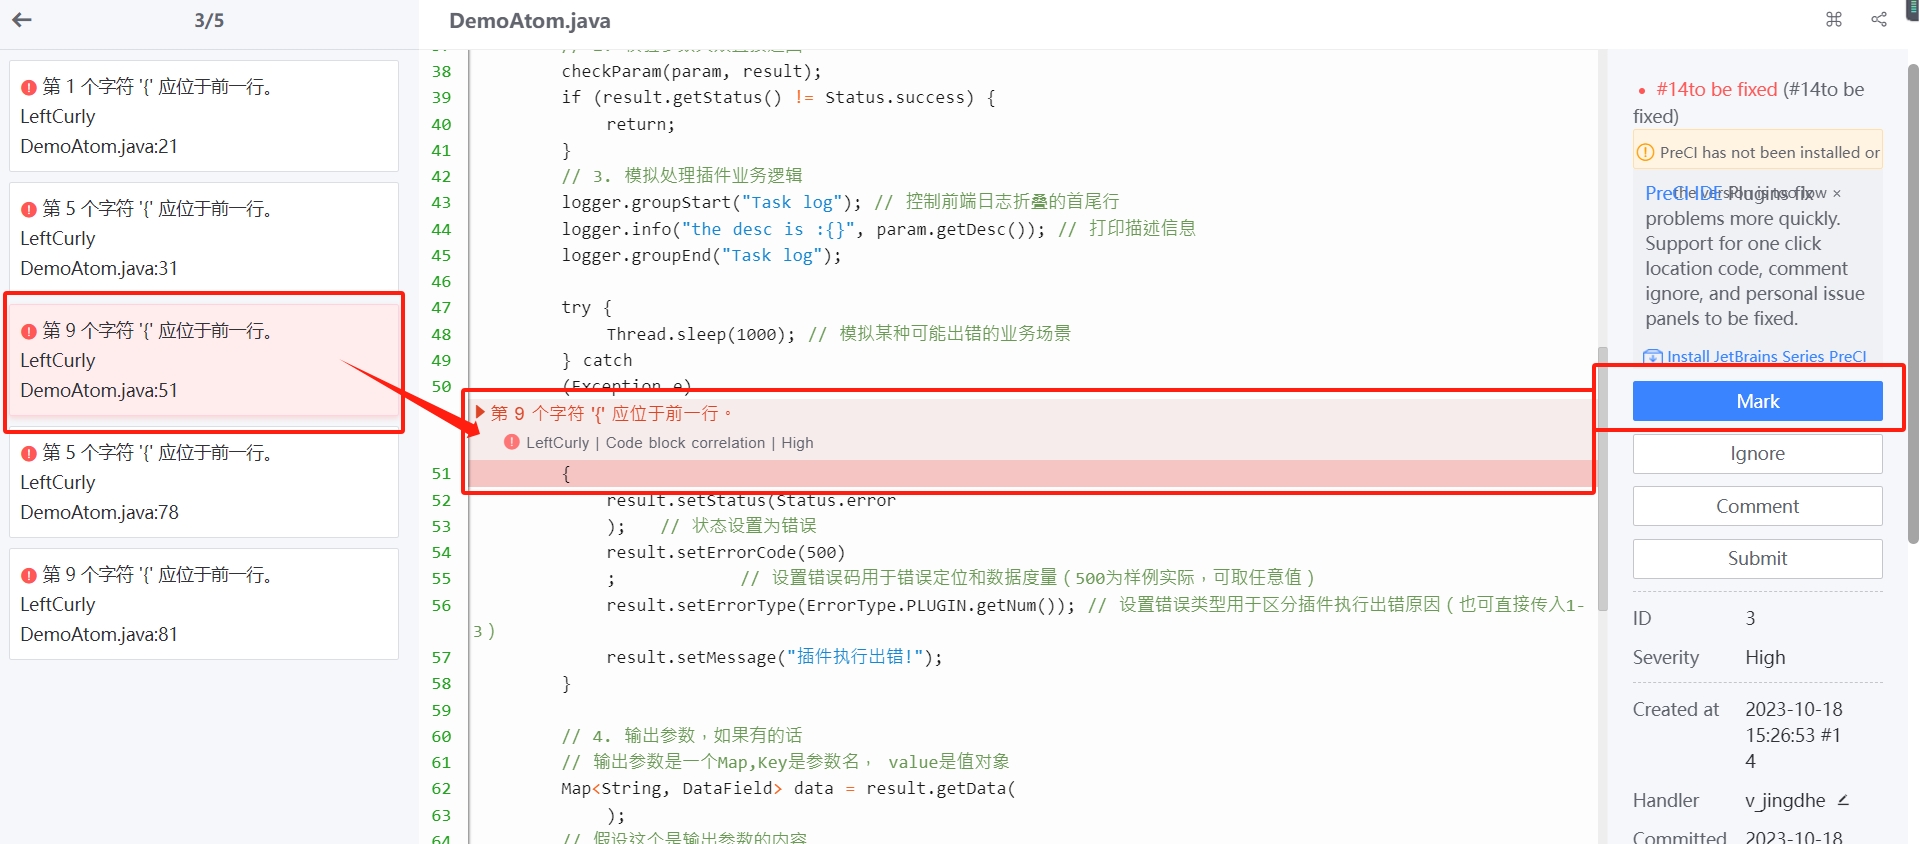 3/5
DemoAtom.java
第 1 个字符 '{' 应位于前一行。
LeftCurly
DemoAtom.java:21
第 5 个字符 '{' 应位于前一行。
LeftCurly
DemoAtom.java:31
第 9 个字符 '{' 应位于前一行。
LeftCurly
DemoAtom.java:51
第 5 个字符 '{' 应位于前一行。
LeftCurly
DemoAtom.java:78
第 9 个字符 '{' 应位于前一行。
LeftCurly
DemoAtom.java:81
38 checkParam(param, result);
39 if (result.getStatus() != Status.success) {
40 return;
41 }
42 // 3. 模拟处理插件业务逻辑
43 logger.groupStart("Task log"); // 控制前端日志折叠的首尾行
44 logger.info("the desc is :{}", param.getDesc()); // 打印描述信息
45 logger.groupEnd("Task log");
46
47 try {
48 Thread.sleep(1000); // 模拟某种可能出错的业务场景
49 } catch
50 (Exception e)
第 9 个字符 '{' 应位于前一行。
LeftCurly | Code block correlation | High
51 {
52 result.setStatus(Status.error
53 ); // 状态设置为错误
54 result.setErrorCode(500)
55 ; // 设置错误码用于错误定位和数据度量（500为样例实际，可取任意值）
56 result.setErrorType(ErrorType.PLUGIN.getNum()); // 设置错误类型用于区分插件执行出错原因（也可直接传入1-
3）
57 result.setMessage("插件执行出错!");
58 }
59
60 // 4. 输出参数，如果有的话
61 // 输出参数是一个Map,Key是参数名， value是值对象
62 Map<String, DataField> data = result.getData(
63 );
64 // 假设这个是输出参数的内容
#14to be fixed (#14to be
fixed)
PreCI has not been installed or
PreCI IDE Plugins fix
problems more quickly.
Support for one click
location code, comment
ignore, and personal issue
panels to be fixed.
Install JetBrains Series PreCI
Mark
Ignore
Comment
Submit
ID 3
Severity High
Created at 2023-10-18
15:26:53 #1
4
Handler v_jingdhe
Committed 2023-10-18